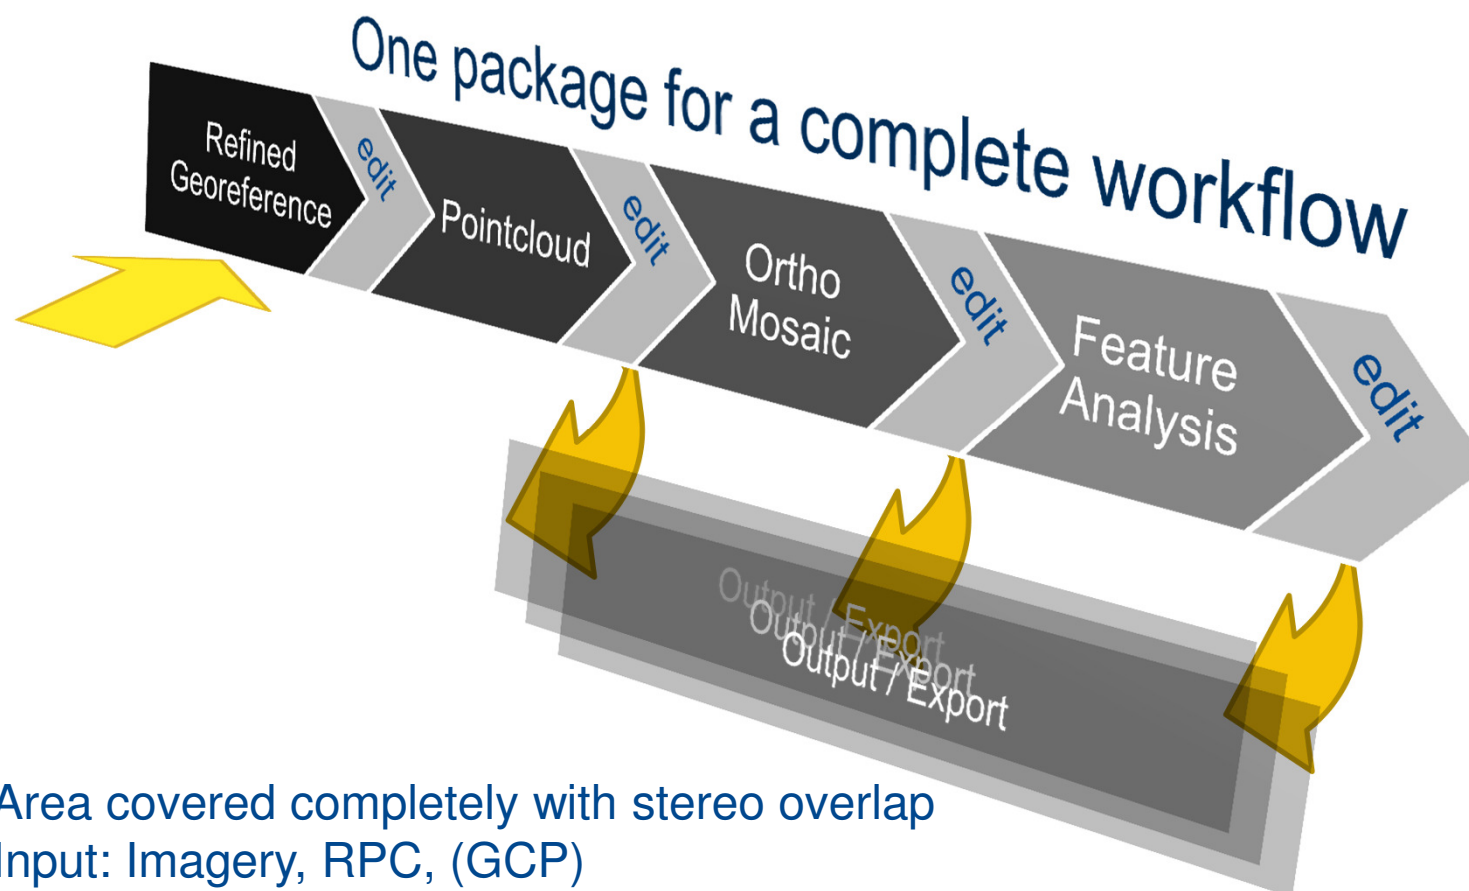 One package for a complete workflow
Refined
Georeference
edit
Pointcloud
edit
Ortho
Mosaic
edit
Feature
Analysis
edit
Output / Export
Output / Export
Output / Export
Area covered completely with stereo overlap
Input: Imagery, RPC, (GCP)